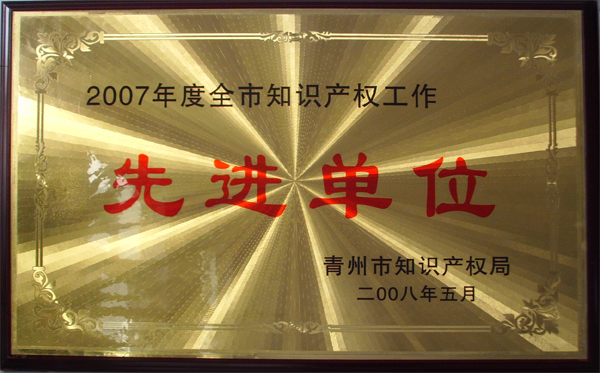 2007年度全市知识产权工作
先进单位
青州市知识产权局
二00八年五月